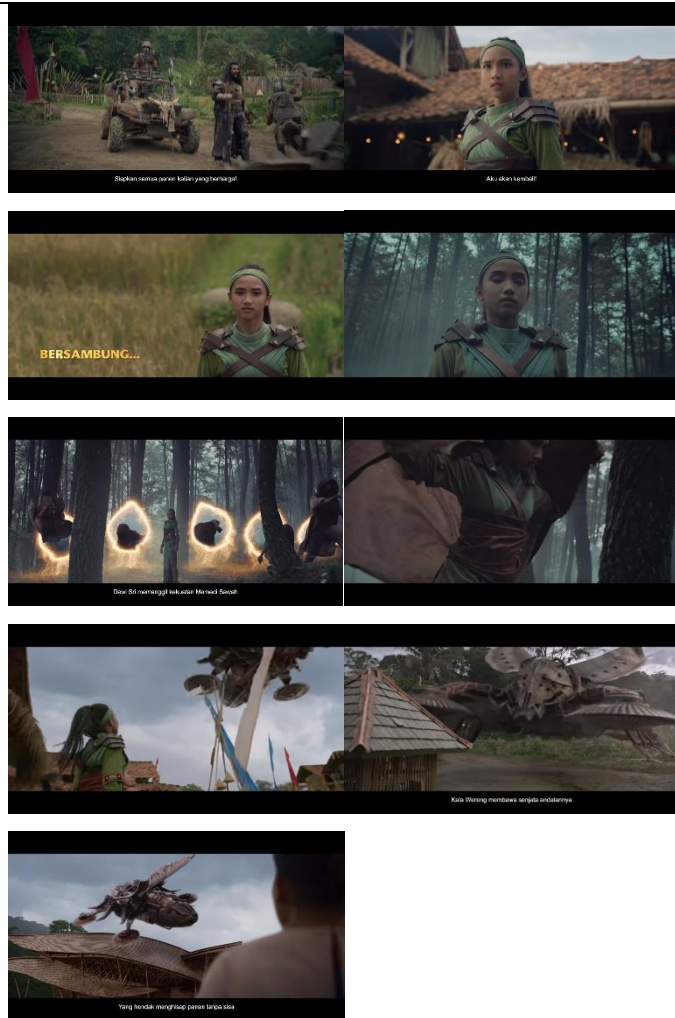 Siapkan semua panen kalian yang berharga!
Aku akan kembali!
BERSAMBUNG...
Dewi Sri memanggil kekuatan Memedi Sawah
Kala Wereng membawa senjata andalannya
Yang hendak menghisap panen tanpa sisa